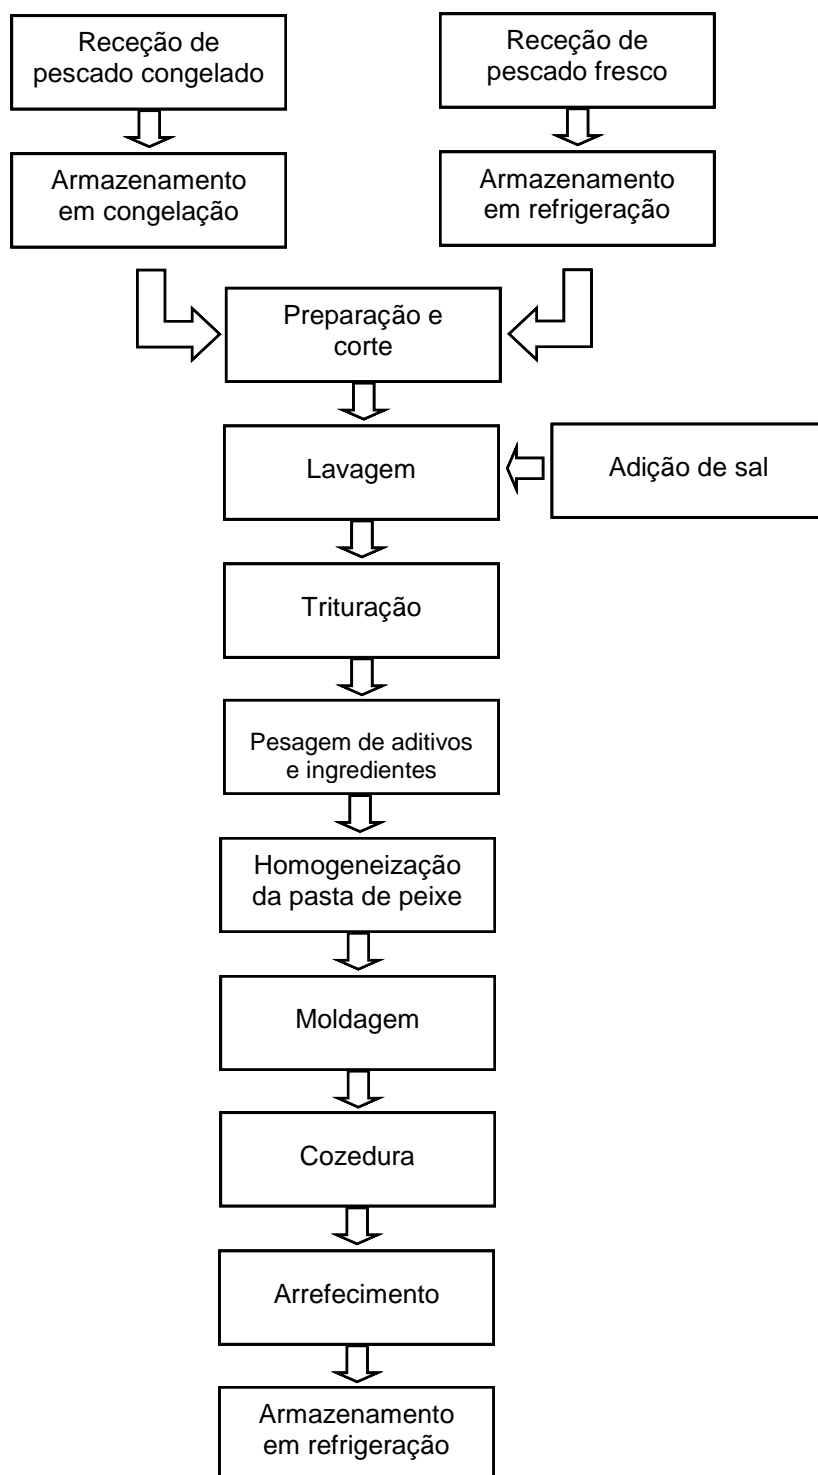 Receção de
pescado congelado
Receção de
pescado fresco
Armazenamento
em congelação
Armazenamento
em refrigeração
Preparação e
corte
Lavagem
Adição de sal
Trituração
Pesagem de aditivos
e ingredientes
Homogeneização
da pasta de peixe
Moldagem
Cozedura
Arrefecimento
Armazenamento
em refrigeração